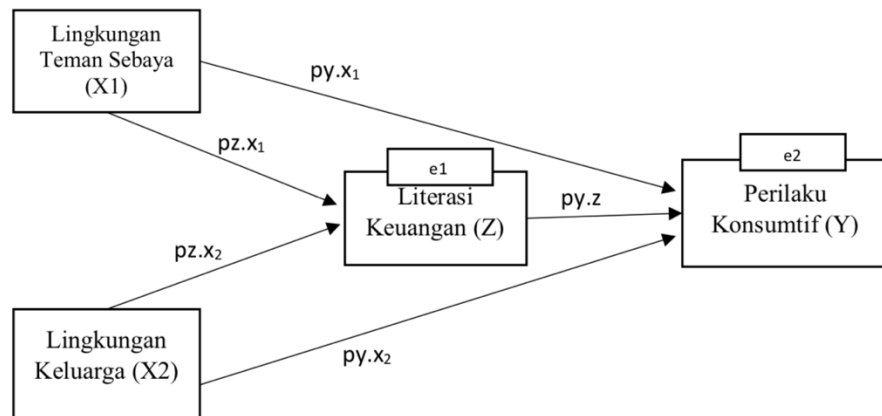 Lingkungan
Teman Sebaya
(X1)
py.x₁
pz.x₁
e1
Literasi
Keuangan (Z)
py.z
e2
Perilaku
Konsumtif (Y)
pz.x₂
Lingkungan
Keluarga (X2)
py.x₂